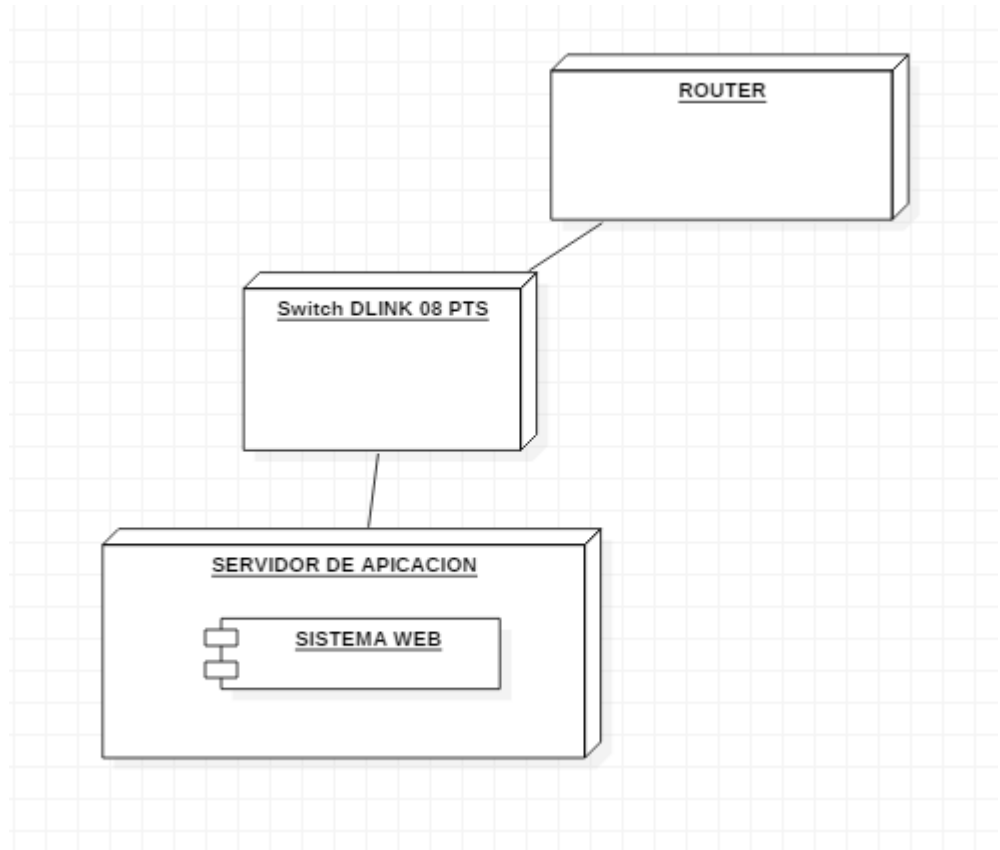 ROUTER
Switch DLINK 08 PTS
SERVIDOR DE APICACION
SISTEMA WEB